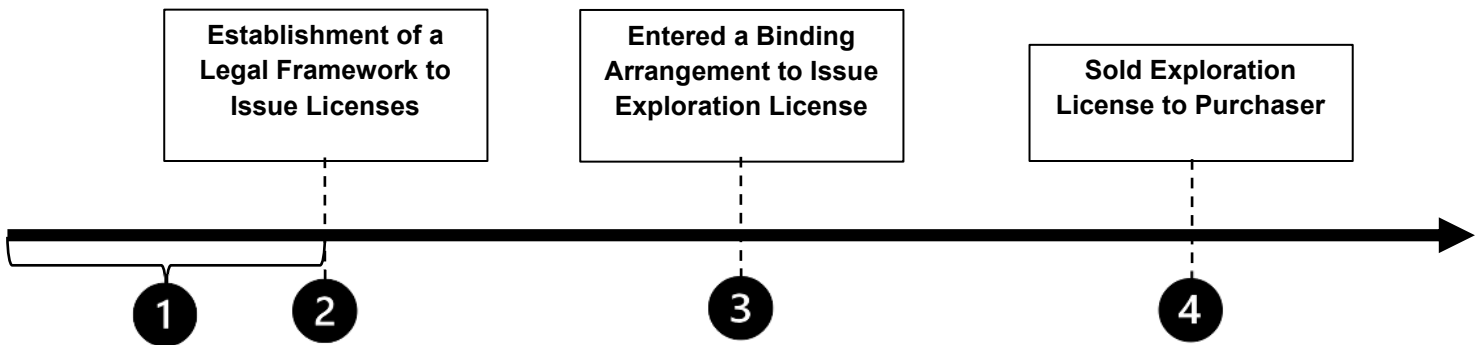 Establishment of a
Legal Framework to
Issue Licenses
Entered a Binding
Arrangement to Issue
Exploration License
Sold Exploration
License to Purchaser
1
2
3
4